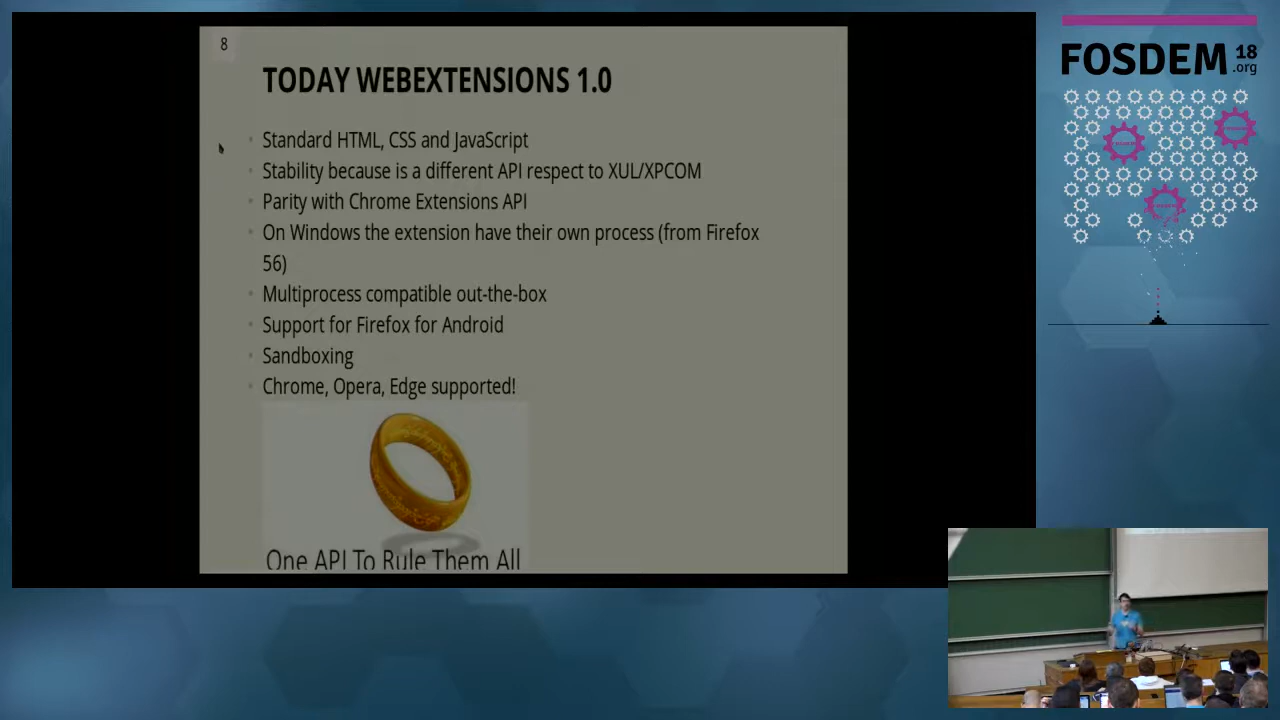 8
TODAY WEBEXTENSIONS 1.0
Standard HTML, CSS and JavaScript
Stability because is a different API respect to XUL/XPCOM
Parity with Chrome Extensions API
On Windows the extension have their own process (from Firefox
56)
Multiprocess compatible out-the-box
Support for Firefox for Android
Sandboxing
Chrome, Opera, Edge supported!
One API To Rule Them All
FOSDEM 18
.org